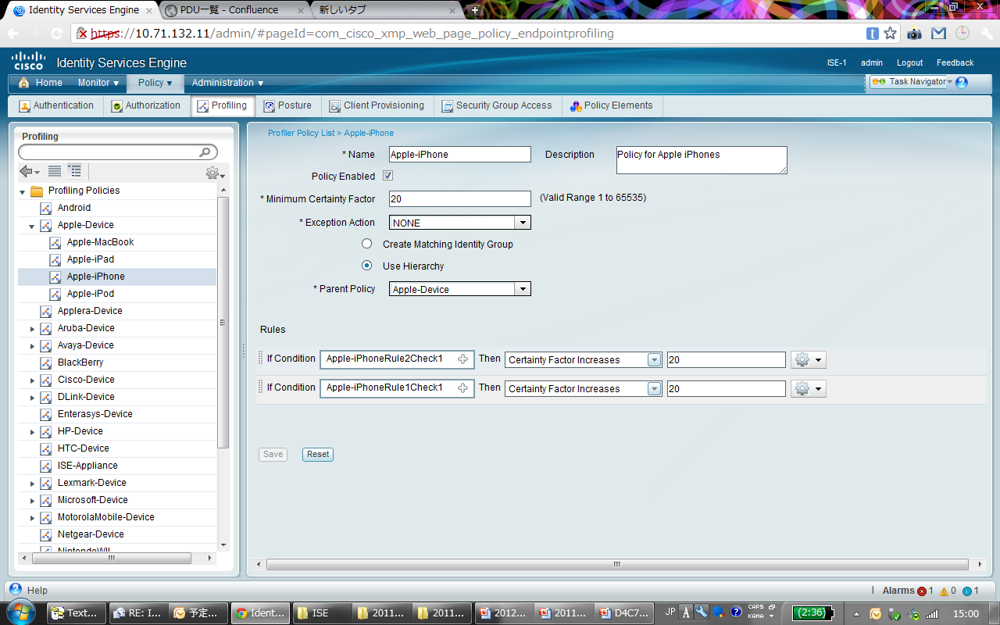 Identity Services Engine
PDU一覧 - Confluence
新しいタブ
https://10.71.132.11/admin/#pageId=com_cisco_xmp_web_page_policy_endpointprofiling
CISCO Identity Services Engine
ISE-1 admin Logout Feedback
Home Monitor ▾ Policy ▾ Administration ▾
Task Navigator
Authentication Authorization Profiling Posture Client Provisioning Security Group Access Policy Elements
Profiling
Profiling Policies
Android
Apple-Device
Apple-MacBook
Apple-iPad
Apple-iPhone
Apple-iPod
Applera-Device
Aruba-Device
Avaya-Device
BlackBerry
Cisco-Device
DLink-Device
Enterasys-Device
HP-Device
HTC-Device
ISE-Appliance
Lexmark-Device
Microsoft-Device
MotorolaMobile-Device
Netgear-Device
NintendoWII
Profiler Policy List > Apple-iPhone
* Name Apple-iPhone Description Policy for Apple iPhones
Policy Enabled
* Minimum Certainty Factor 20 (Valid Range 1 to 65535)
* Exception Action NONE
Create Matching Identity Group
Use Hierarchy
* Parent Policy Apple-Device
Rules
If Condition Apple-iPhoneRule2Check1 Then Certainty Factor Increases 20
If Condition Apple-iPhoneRule1Check1 Then Certainty Factor Increases 20
Save Reset
Help
Alarms 1 0 1
Text... RE: I... 予定... Ident... ISE 2011... 2011... 2012... 2011... D4C7... JP A CAPS KANA (2:36) 15:00